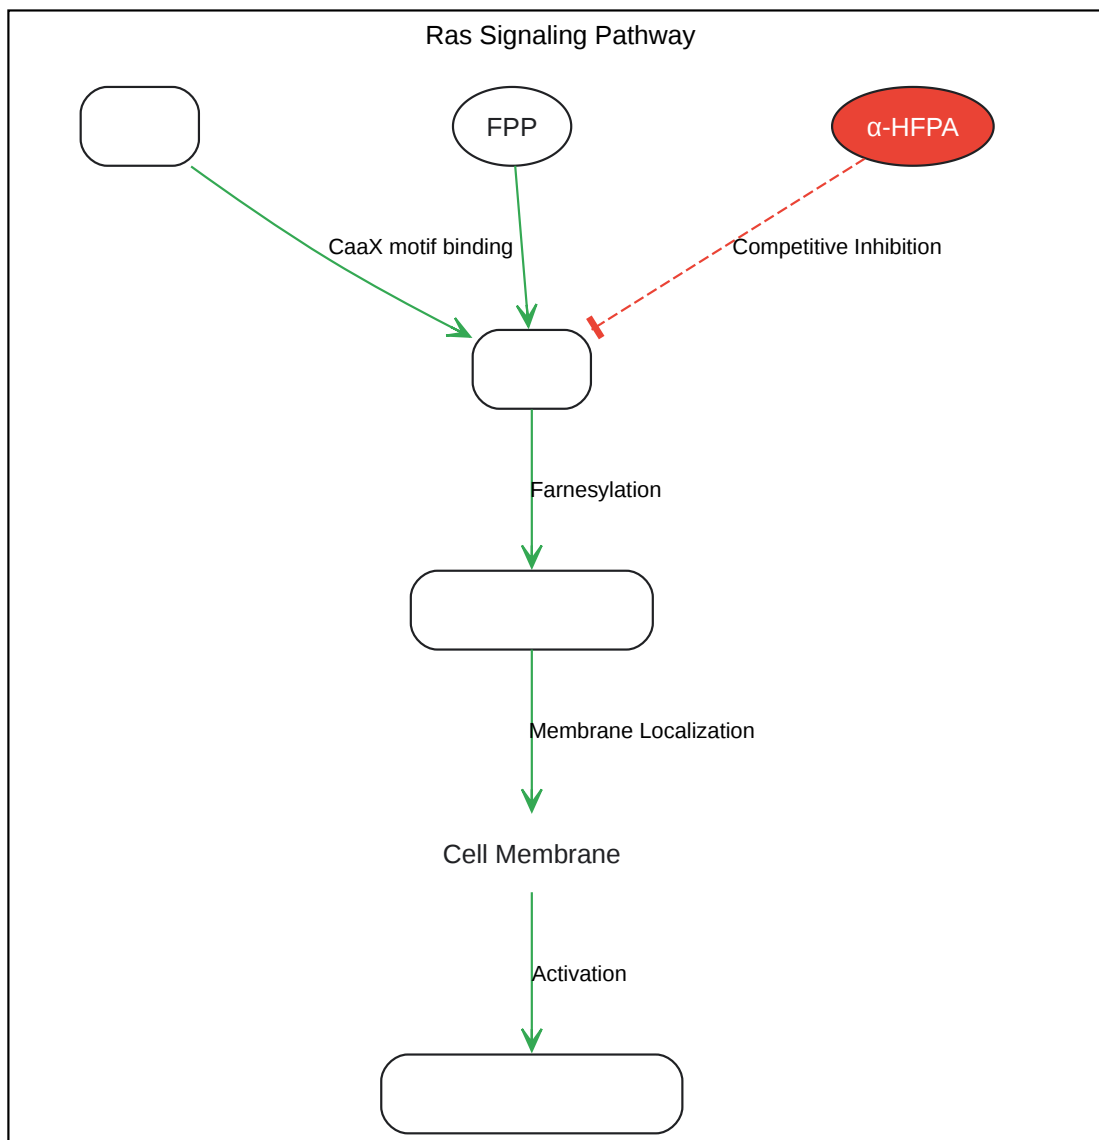 Ras Signaling Pathway
FPP
α-HFPA
CaaX motif binding
Competitive Inhibition
Farnesylation
Membrane Localization
Cell Membrane
Activation